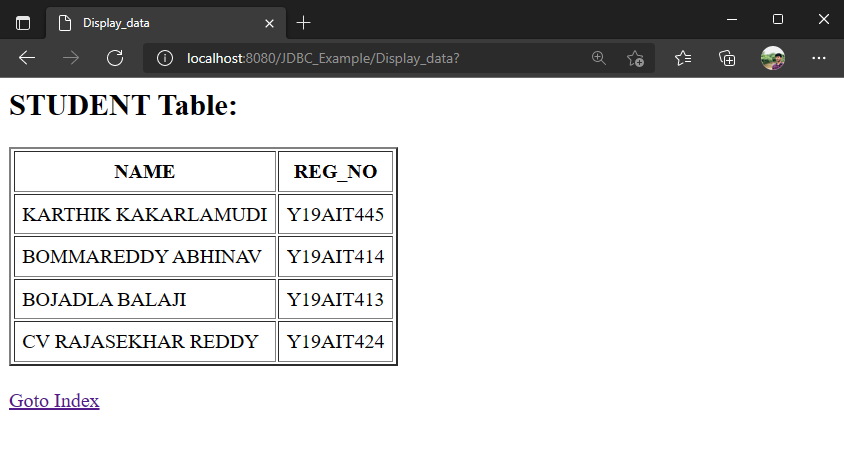 Display_data
localhost:8080/JDBC_Example/Display_data?
STUDENT Table:
NAME REG_NO
KARTHIK KAKARLAMUDI Y19AIT445
BOMMAREDDY ABHINAV Y19AIT414
BOJADLA BALAJI Y19AIT413
CV RAJASEKHAR REDDY Y19AIT424
Goto Index